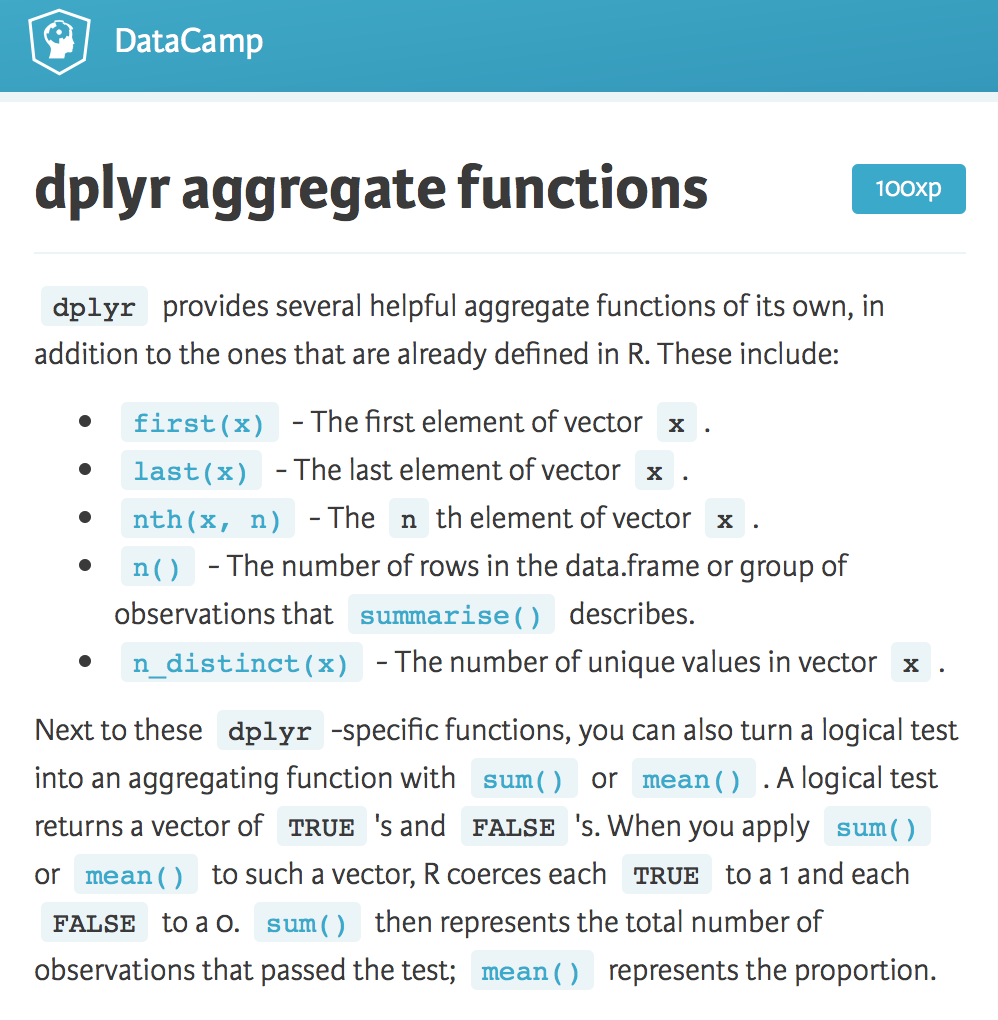 DataCamp
dplyr aggregate functions
100xp
dplyr provides several helpful aggregate functions of its own, in
addition to the ones that are already defined in R. These include:
• first(x) - The first element of vector x .
• last(x) - The last element of vector x .
• nth(x, n) - The n th element of vector x .
• n() - The number of rows in the data.frame or group of
observations that summarise() describes.
• n_distinct(x) - The number of unique values in vector x .
Next to these dplyr -specific functions, you can also turn a logical test
into an aggregating function with sum() or mean() . A logical test
returns a vector of TRUE 's and FALSE 's. When you apply sum()
or mean() to such a vector, R coerces each TRUE to a 1 and each
FALSE to a 0. sum() then represents the total number of
observations that passed the test; mean() represents the proportion.